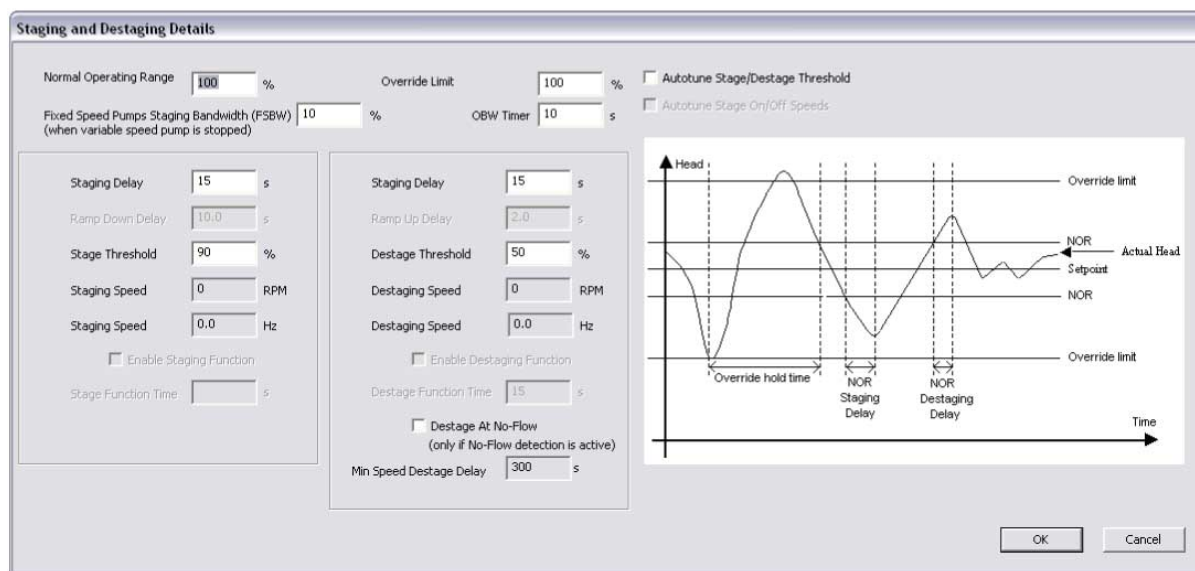 Staging and Destaging Details
Normal Operating Range 100 %
Override Limit 100 %
Autotune Stage/Destage Threshold
Fixed Speed Pumps Staging Bandwidth (FSBW) 10 %
(when variable speed pump is stopped)
OBW Timer 10 s
Autotune Stage On/Off Speeds
Staging Delay 15 s
Ramp Down Delay 10.0 s
Stage Threshold 90 %
Staging Speed 0 RPM
Staging Speed 0.0 Hz
Enable Staging Function
Stage Function Time s
Staging Delay 15 s
Ramp Up Delay 2.0 s
Destage Threshold 50 %
Destaging Speed 0 RPM
Destaging Speed 0.0 Hz
Enable Destaging Function
Destage Function Time 15 s
Destage At No-Flow
(only if No-Flow detection is active)
Min Speed Destage Delay 300 s
Head
Override limit
NOR
Actual Head
Setpoint
NOR
Override limit
Override hold time
NOR
Staging
Delay
NOR
Destaging
Delay
Time
OK
Cancel